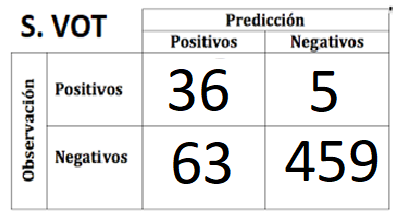 S. VOT
Predicción
Positivos Negativos
Observación
Positivos 36 5
Negativos 63 459